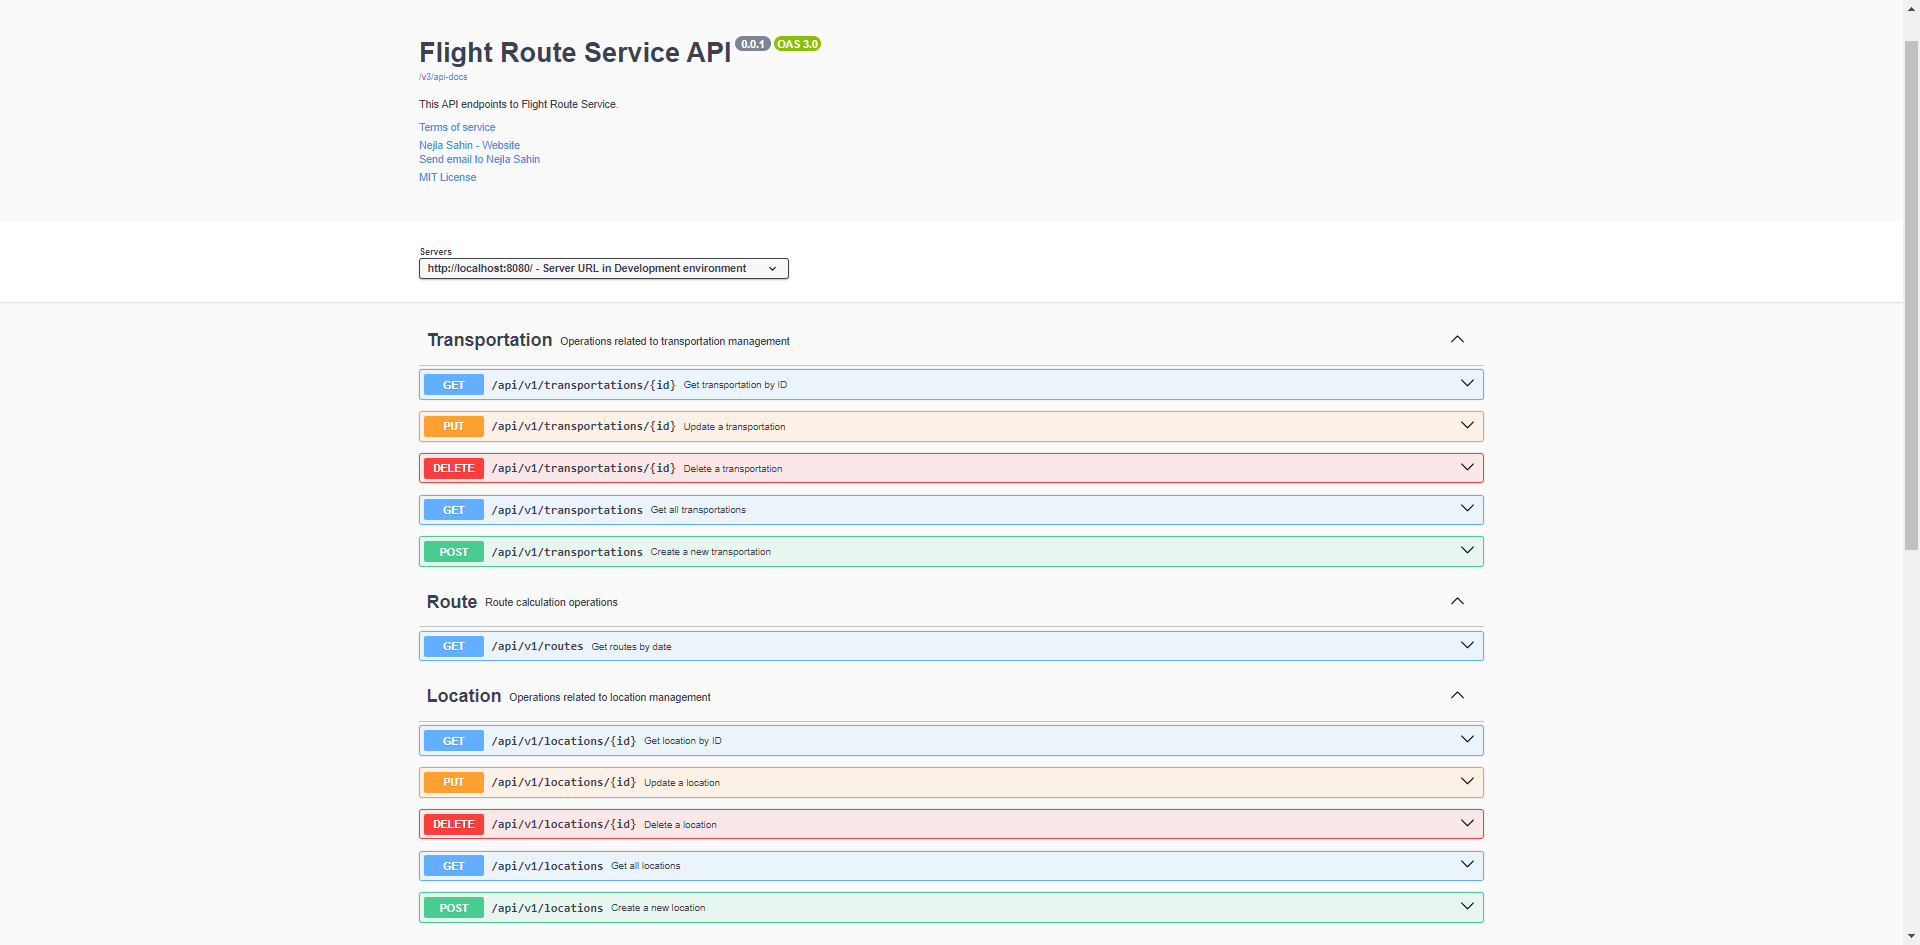 Flight Route Service API 0.0.1 OAS 3.0
/v3/api-docs
This API endpoints to Flight Route Service.
Terms of service
Nejla Sahin - Website
Send email to Nejla Sahin
MIT License
Servers
http://localhost:8080/ - Server URL in Development environment
Transportation Operations related to transportation management
GET /api/v1/transportations/{id} Get transportation by ID
PUT /api/v1/transportations/{id} Update a transportation
DELETE /api/v1/transportations/{id} Delete a transportation
GET /api/v1/transportations Get all transportations
POST /api/v1/transportations Create a new transportation
Route Route calculation operations
GET /api/v1/routes Get routes by date
Location Operations related to location management
GET /api/v1/locations/{id} Get location by ID
PUT /api/v1/locations/{id} Update a location
DELETE /api/v1/locations/{id} Delete a location
GET /api/v1/locations Get all locations
POST /api/v1/locations Create a new location